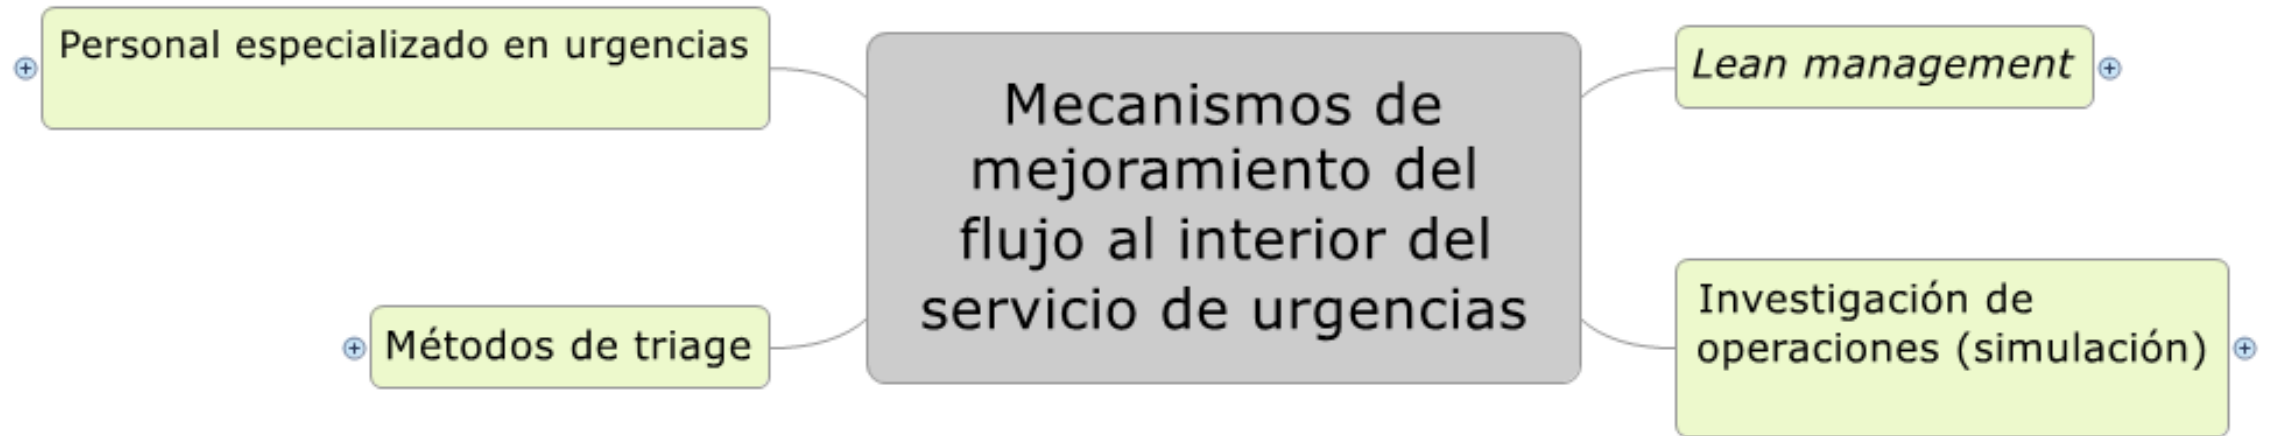 Personal especializado en urgencias
Métodos de triage
Mecanismos de
mejoramiento del
flujo al interior del
servicio de urgencias
Lean management
Investigación de
operaciones (simulación)